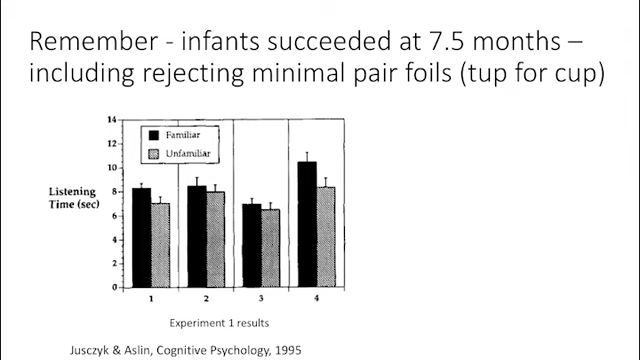 Remember - infants succeeded at 7.5 months –
including rejecting minimal pair foils (tup for cup)
14
12
10
8
6
4
2
0
Familiar
Unfamiliar
Listening
Time (sec)
1 2 3 4
Experiment 1 results
Jusczyk & Aslin, Cognitive Psychology, 1995